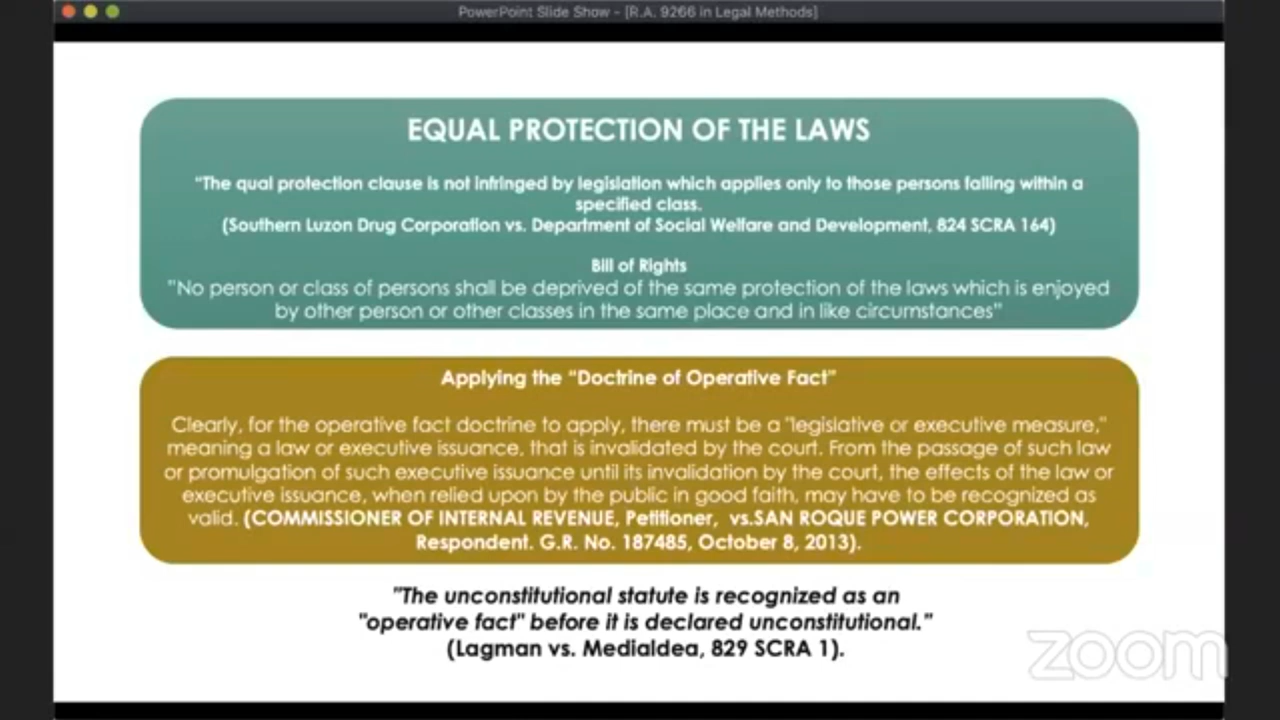 PowerPoint Slide Show - [R.A. 9266 in Legal Methods]
EQUAL PROTECTION OF THE LAWS
"The qual protection clause is not infringed by legislation which applies only to those persons falling within a
specified class.
(Southern Luzon Drug Corporation vs. Department of Social Welfare and Development, 824 SCRA 164)
Bill of Rights
"No person or class of persons shall be deprived of the same protection of the laws which is enjoyed
by other person or other classes in the same place and in like circumstances"
Applying the "Doctrine of Operative Fact"
Clearly, for the operative fact doctrine to apply, there must be a "legislative or executive measure,"
meaning a law or executive issuance, that is invalidated by the court. From the passage of such law
or promulgation of such executive issuance until its invalidation by the court, the effects of the law or
executive issuance, when relied upon by the public in good faith, may have to be recognized as
valid. (COMMISSIONER OF INTERNAL REVENUE, Petitioner, vs.SAN ROQUE POWER CORPORATION,
Respondent. G.R. No. 187485, October 8, 2013).
"The unconstitutional statute is recognized as an
"operative fact" before it is declared unconstitutional."
(Lagman vs. Medialdea, 829 SCRA 1).
zoom